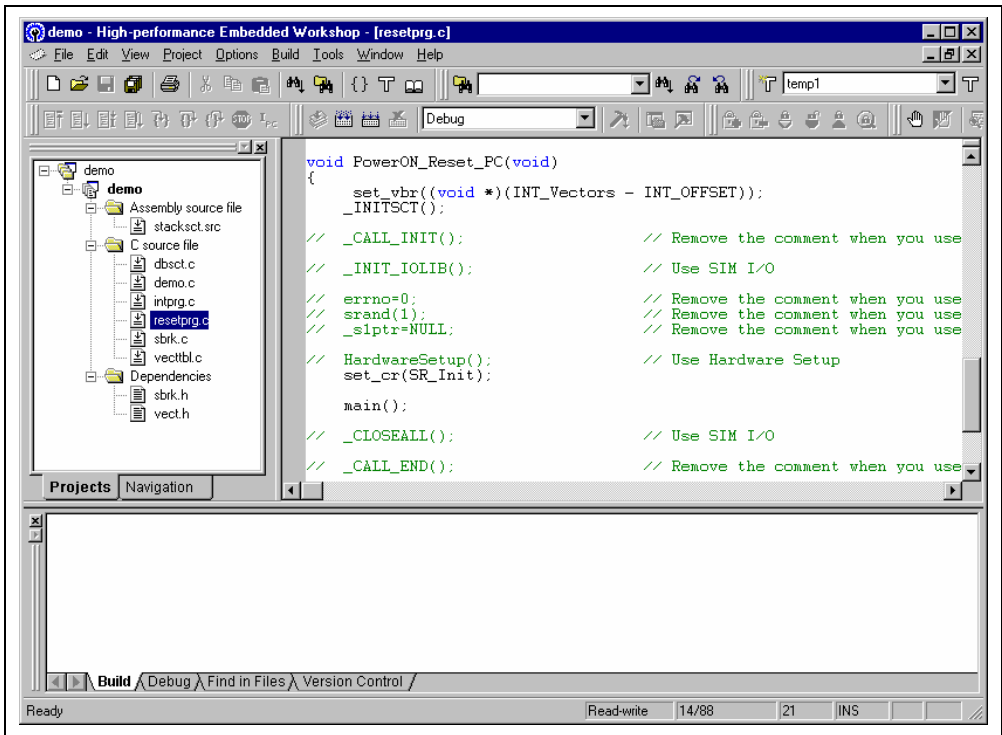 demo - High-performance Embedded Workshop - [resetprg.c]
File Edit View Project Options Build Tools Window Help
temp1
Debug
demo
demo
Assembly source file
stacksct.src
C source file
dbsct.c
demo.c
intprg.c
resetprg.c
sbrk.c
vecttbl.c
Dependencies
sbrk.h
vect.h
Projects Navigation
void PowerON_Reset_PC(void)
{
set_vbr((void *)(INT_Vectors - INT_OFFSET));
_INITSCT();
// _CALL_INIT(); // Remove the comment when you use
// _INIT_IOLIB(); // Use SIM I/O
// errno=0; // Remove the comment when you use
// srand(1); // Remove the comment when you use
// _s1ptr=NULL; // Remove the comment when you use
// HardwareSetup(); // Use Hardware Setup
set_cr(SR_Init);
main();
// _CLOSEALL(); // Use SIM I/O
// _CALL_END(); // Remove the comment when you use
Build Debug Find in Files Version Control
Ready Read-write 14/88 21 INS